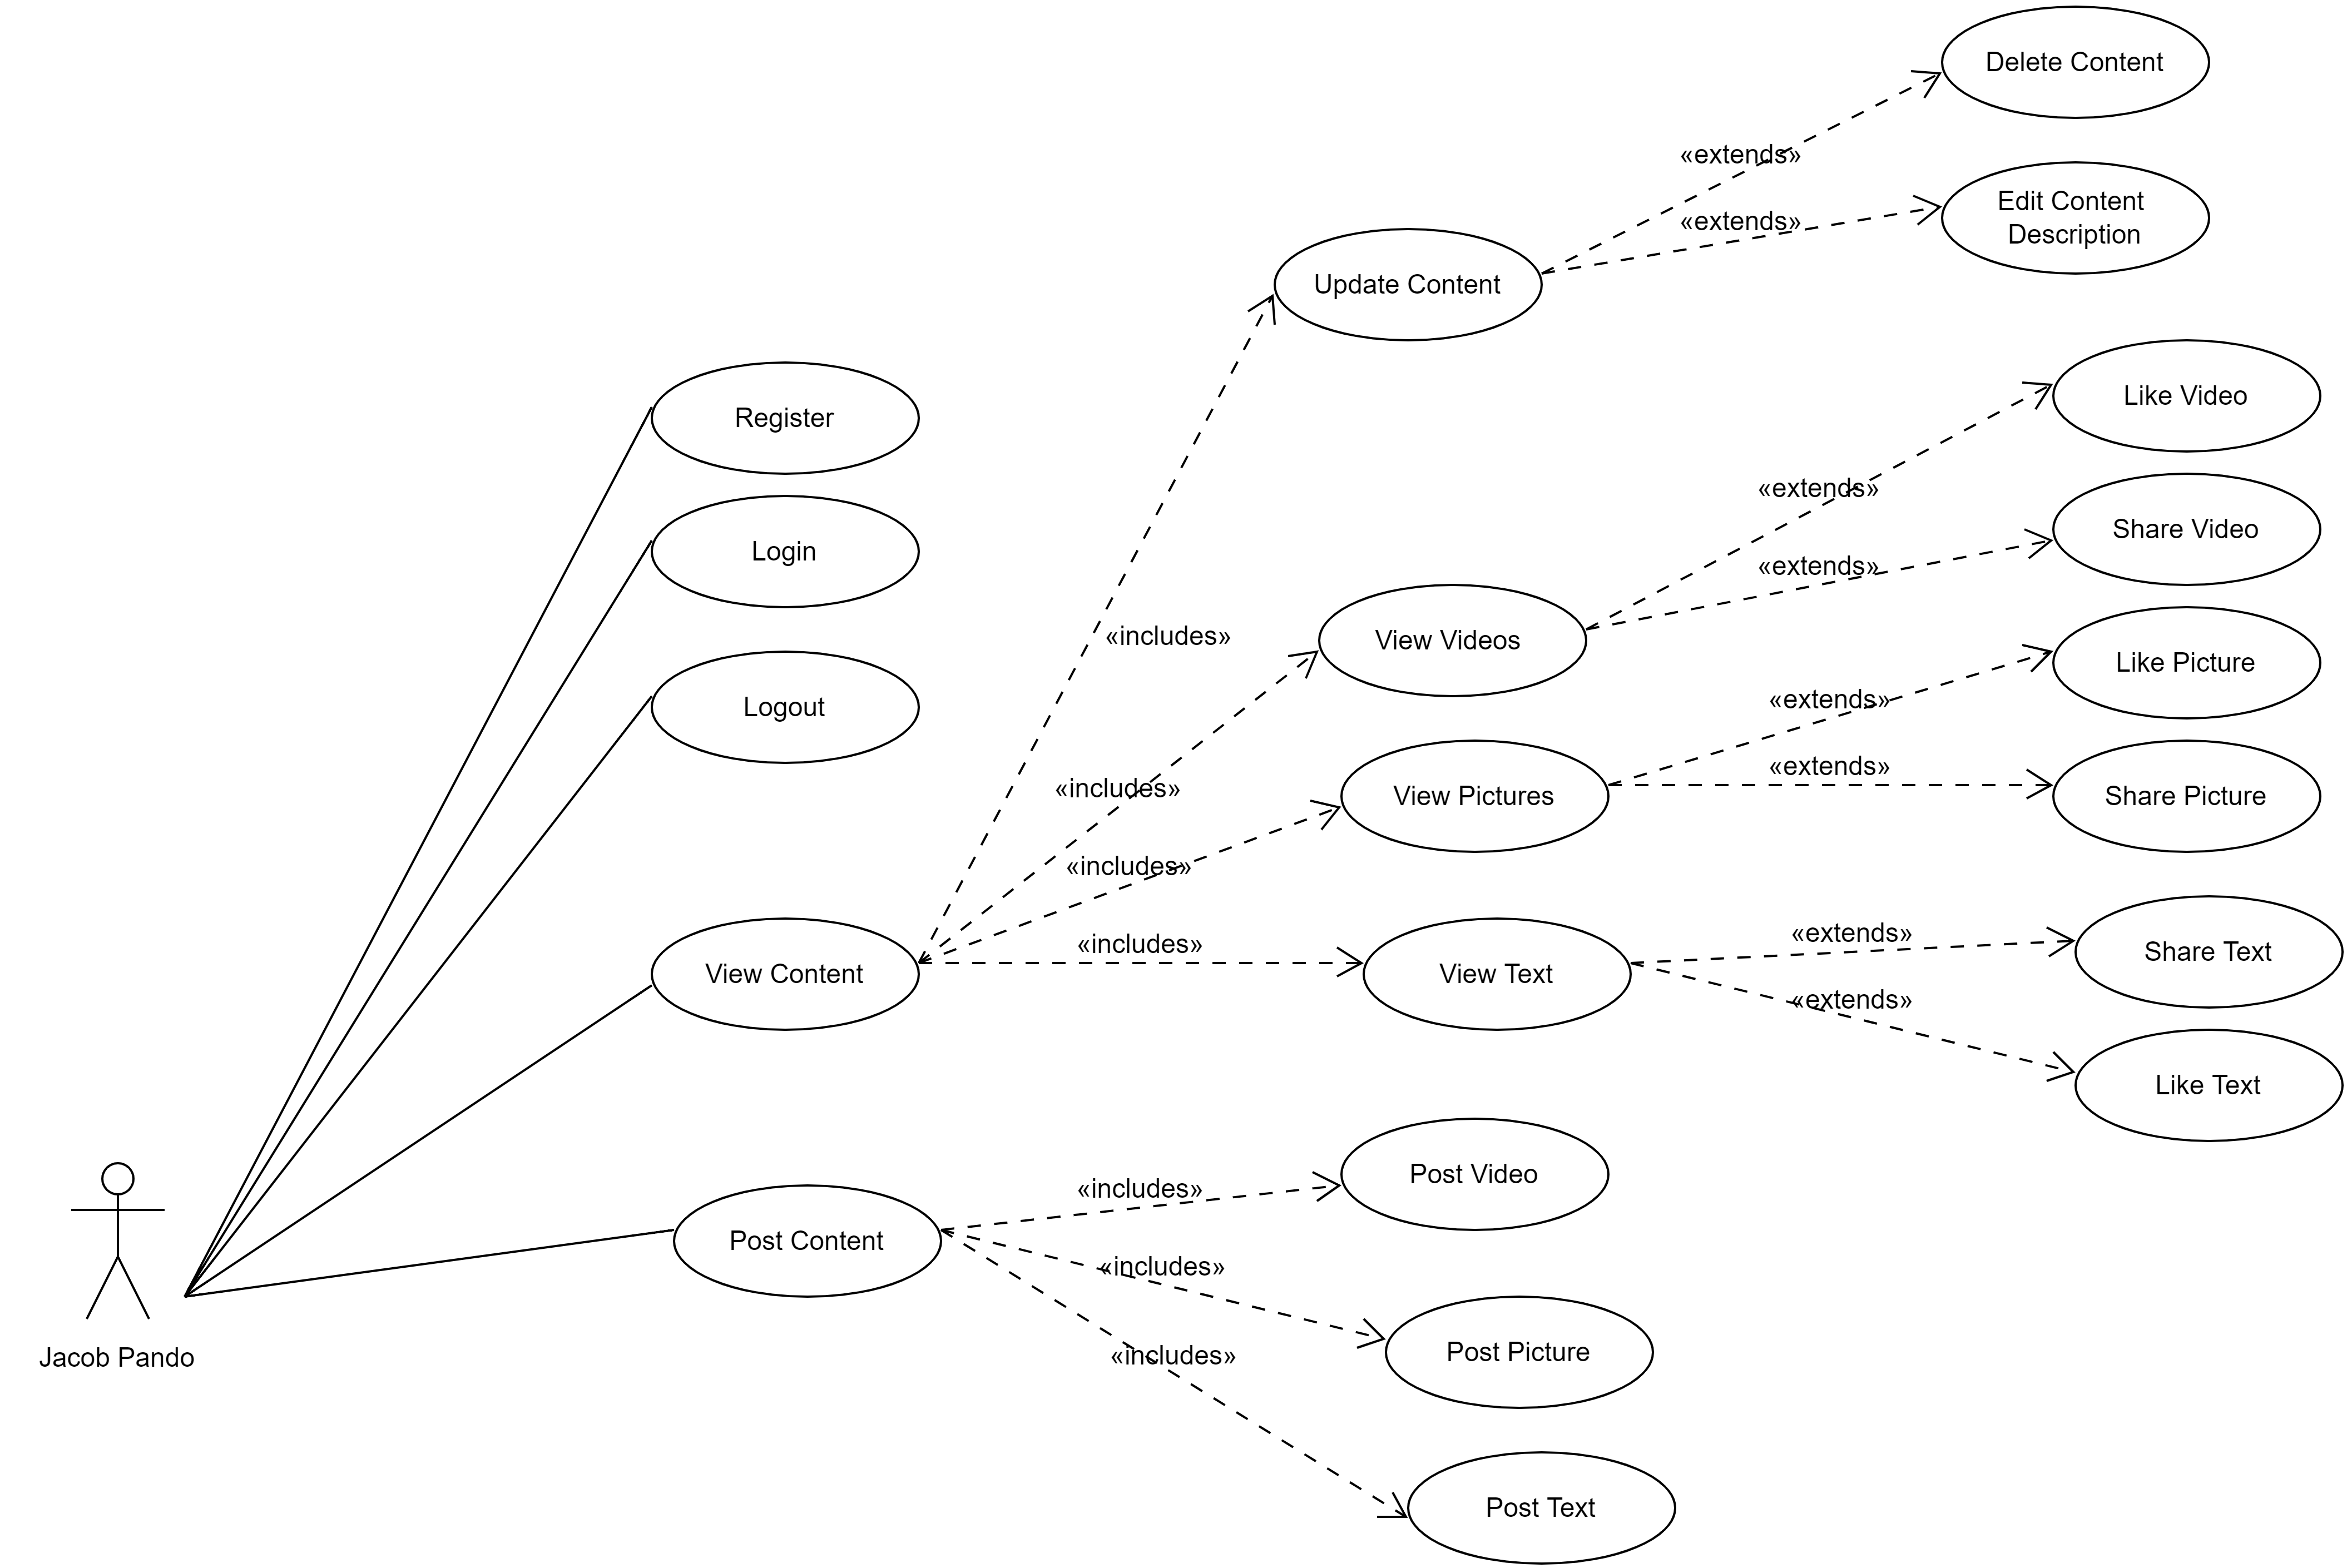 Delete Content
«extends»
Edit Content
Description
«extends»
Update Content
Like Video
Register
«extends»
Share Video
Login
«extends»
«includes»
View Videos
Like Picture
«extends»
Logout
«extends»
«includes»
View Pictures
Share Picture
«includes»
«extends»
«includes»
Share Text
View Content
View Text
«extends»
Like Text
Post Video
«includes»
Post Content
«includes»
Post Picture
«includes»
Jacob Pando
Post Text